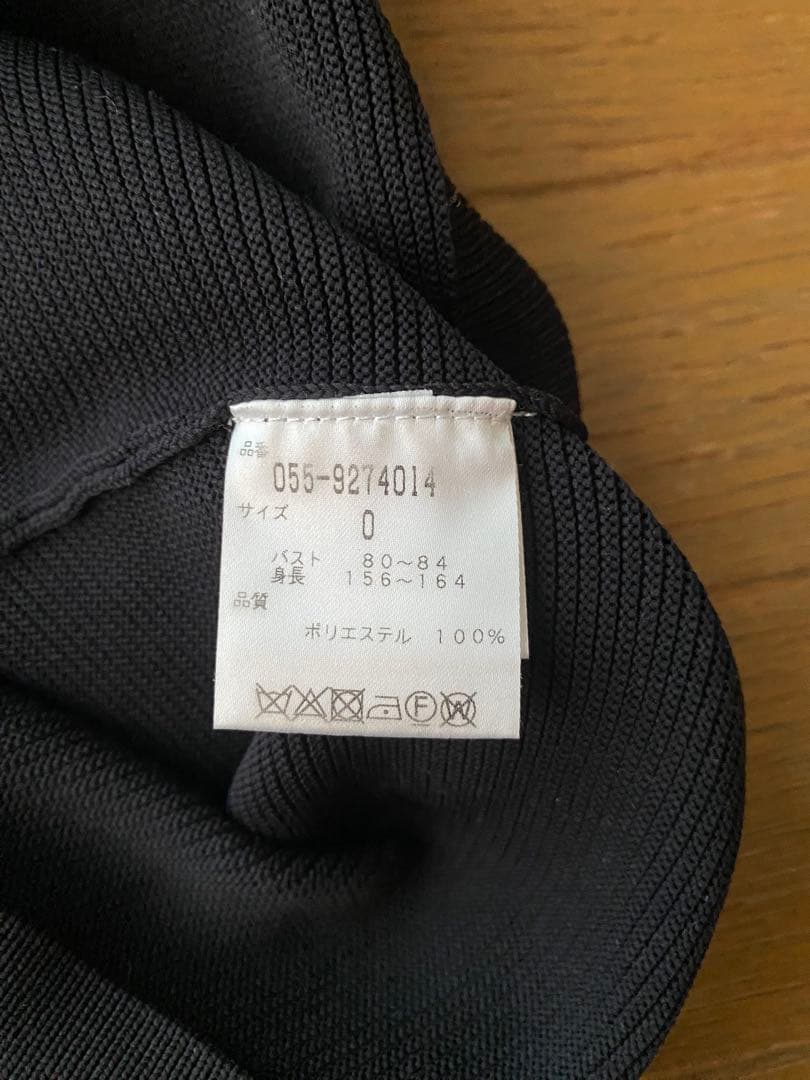 品番
055-9274014
サイズ
0
バスト 80～84
身長 156～164
品質
ポリエステル 100%
F W